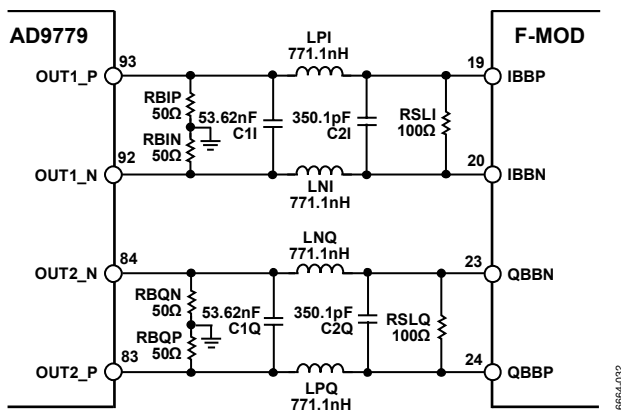 AD9779
F-MOD
OUT1_P
93
RBIP
50Ω
RBIN
50Ω
92
OUT1_N
53.62nF
C1I
LPI
771.1nH
350.1pF
C2I
LNI
771.1nH
RSLI
100Ω
19
IBBP
20
IBBN
OUT2_N
84
RBQN
50Ω
RBQP
50Ω
83
OUT2_P
53.62nF
C1Q
LNQ
771.1nH
350.1pF
C2Q
LPQ
771.1nH
RSLQ
100Ω
23
QBBN
24
QBBP